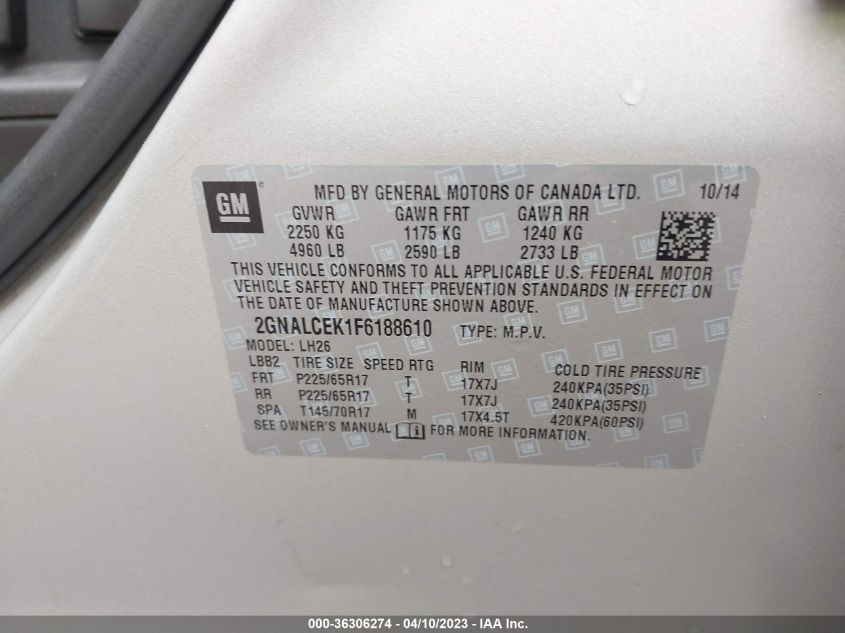 GM
MFD BY GENERAL MOTORS OF CANADA LTD. 10/14
GVWR GAWR FRT GAWR RR
2250 KG 1175 KG 1240 KG
4960 LB 2590 LB 2733 LB
THIS VEHICLE CONFORMS TO ALL APPLICABLE U.S. FEDERAL MOTOR
VEHICLE SAFETY AND THEFT PREVENTION STANDARDS IN EFFECT ON
THE DATE OF MANUFACTURE SHOWN ABOVE.
2GNALCEK1F6188610 TYPE: M.P.V.
MODEL: LH26
LBB2 TIRE SIZE SPEED RTG RIM COLD TIRE PRESSURE
FRT P225/65R17 T 17X7J 240KPA(35PSI)
RR P225/65R17 T 17X7J 240KPA(35PSI)
SPA T145/70R17 M 17X4.5T 420KPA(60PSI)
SEE OWNER'S MANUAL FOR MORE INFORMATION.
000-36306274 - 04/10/2023 - IAA Inc.